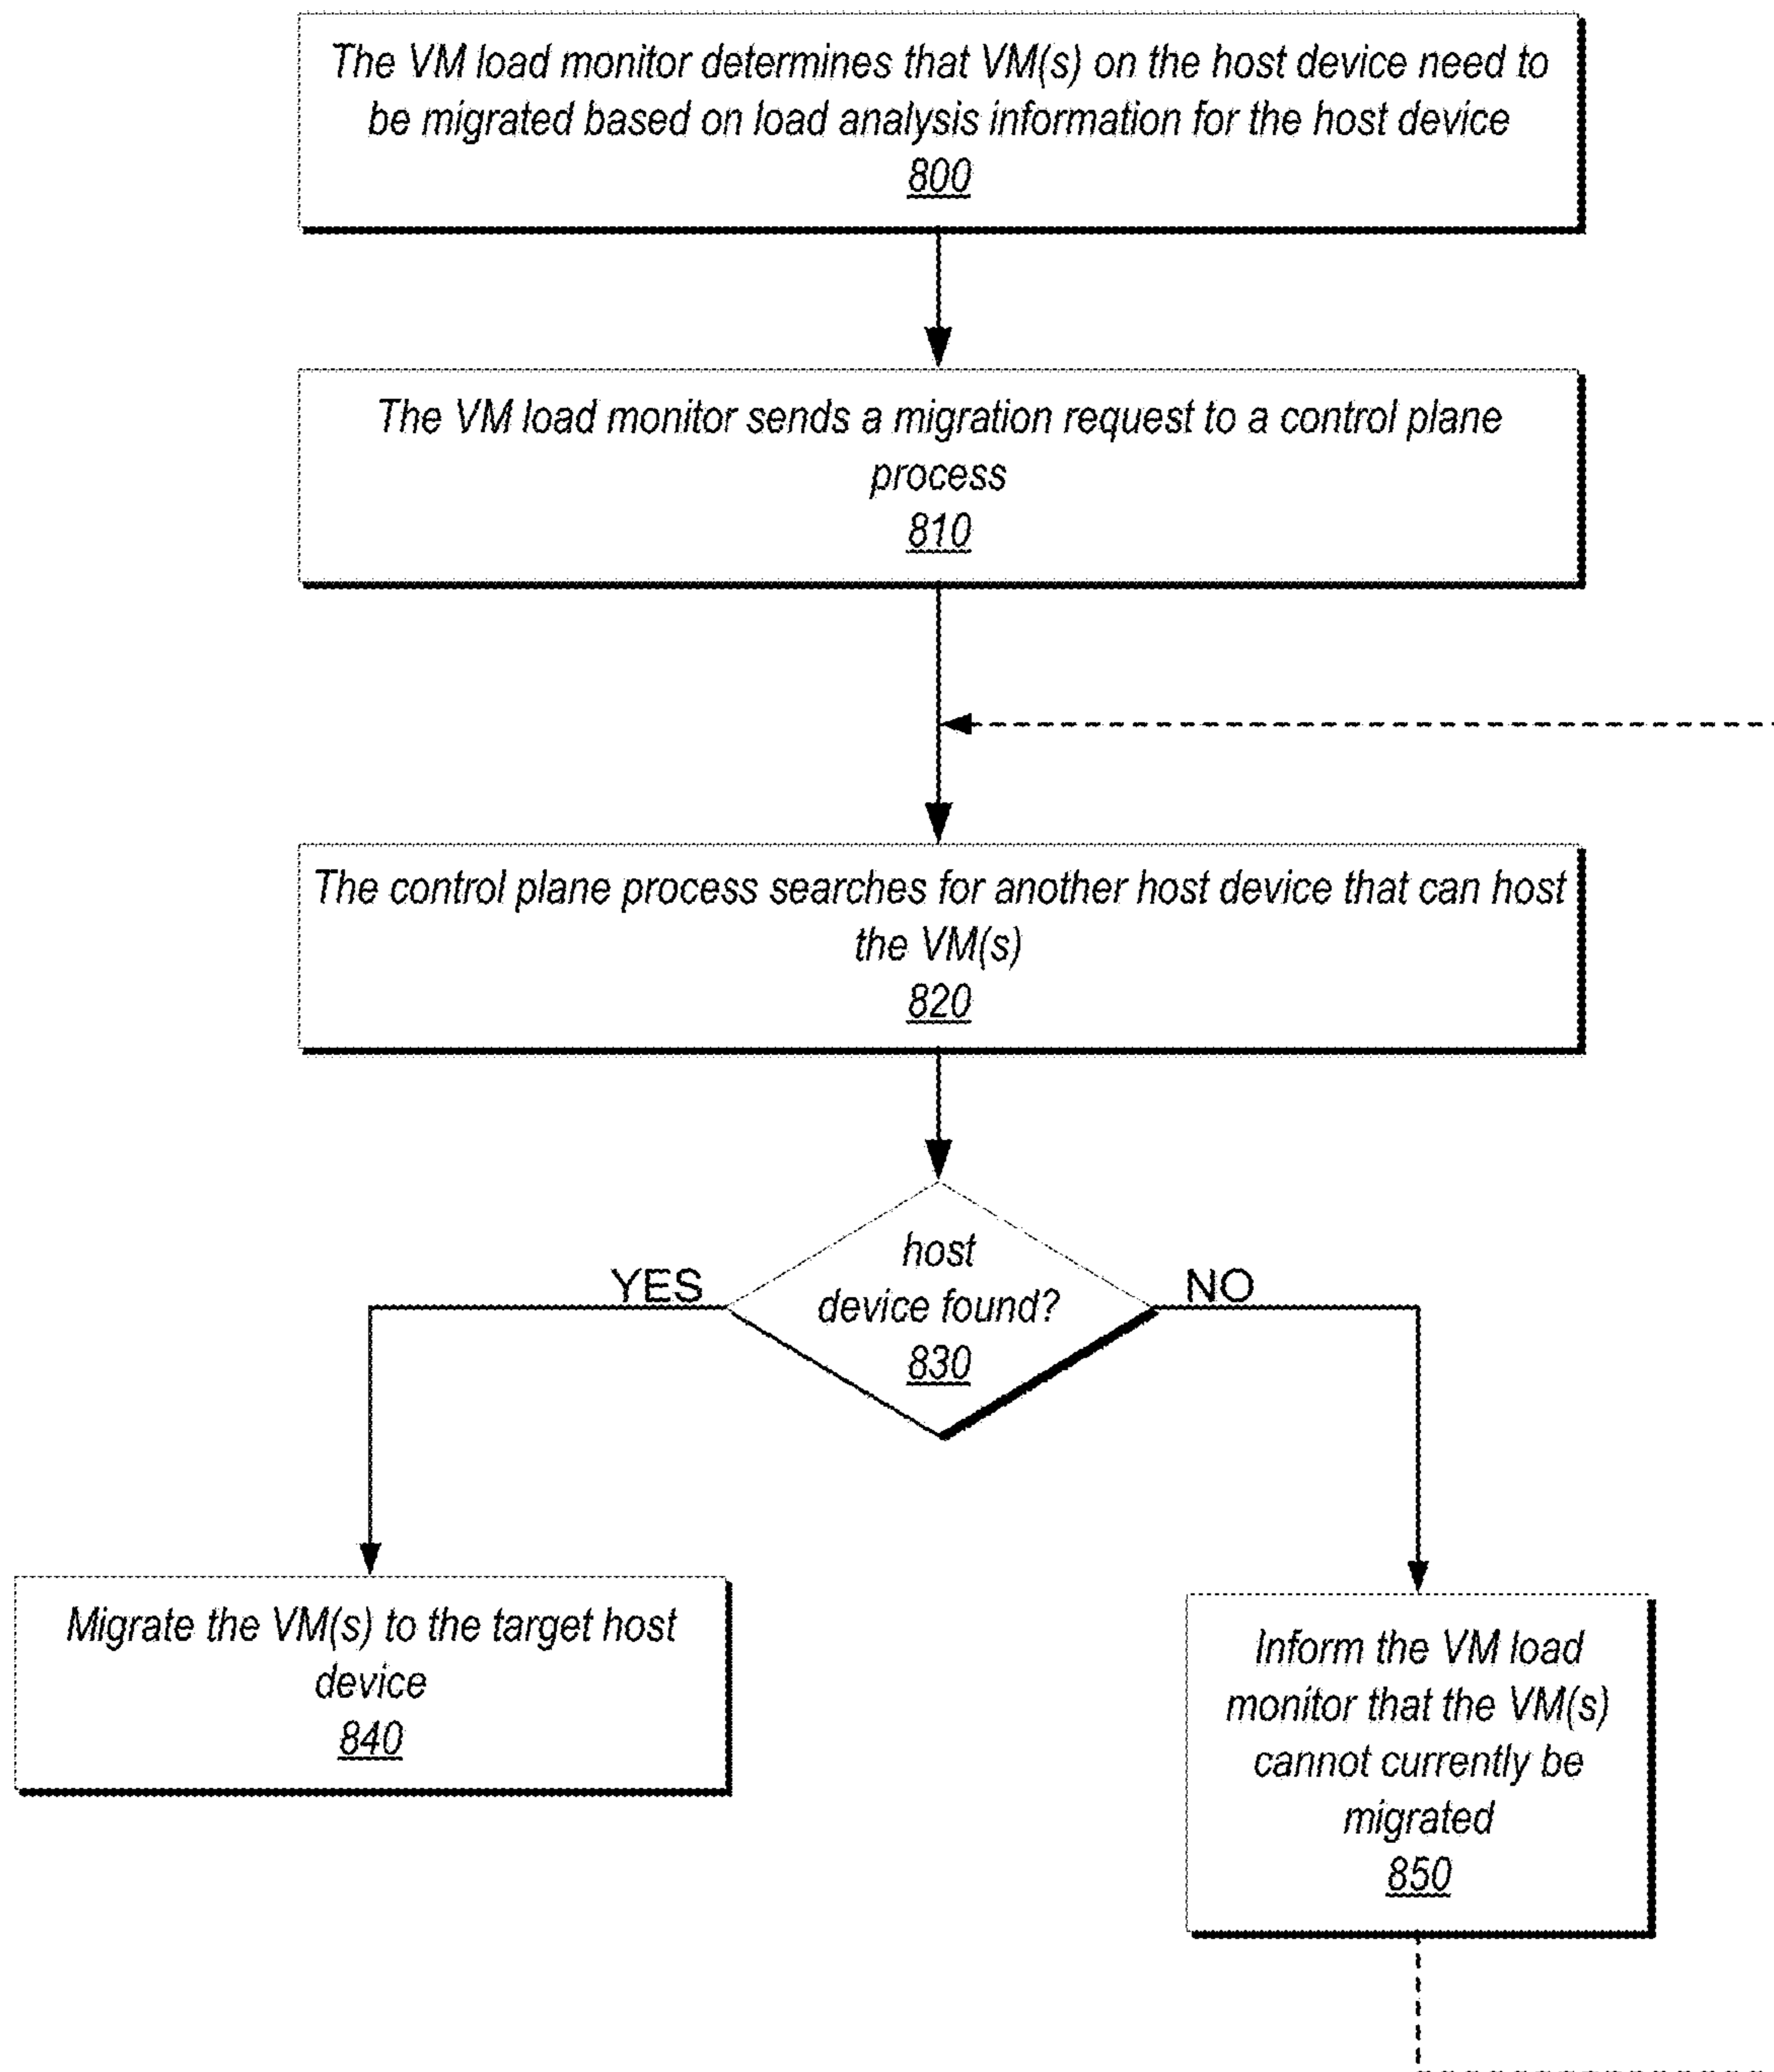 The VM load monitor determines that VM(s) on the host device need to
be migrated based on load analysis information for the host device
800
The VM load monitor sends a migration request to a control plane
process
810
The control plane process searches for another host device that can host
the VM(s)
820
host
device found?
830
YES
NO
Migrate the VM(s) to the target host
device
840
Inform the VM load
monitor that the VM(s)
cannot currently be
migrated
850